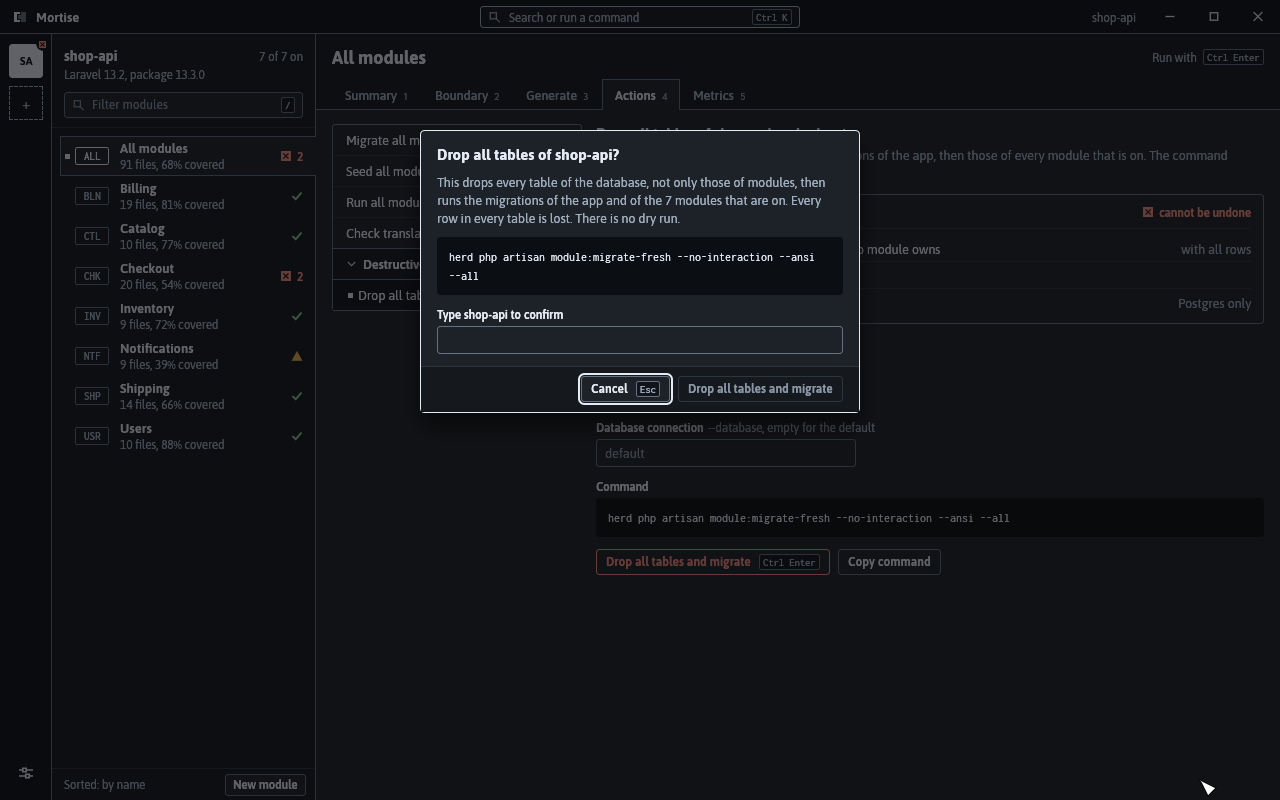 Mortise
Search or run a command
Ctrl K
shop-api
SA
+
shop-api
7 of 7 on
Laravel 13.2, package 13.3.0
Filter modules
/
ALL
All modules
91 files, 68% covered
2
BLN
Billing
19 files, 81% covered
CTL
Catalog
10 files, 77% covered
CHK
Checkout
20 files, 54% covered
2
INV
Inventory
9 files, 72% covered
NTF
Notifications
9 files, 39% covered
SHP
Shipping
14 files, 66% covered
USR
Users
10 files, 88% covered
Sorted: by name
New module
All modules
Run with
Ctrl Enter
Summary 1
Boundary 2
Generate 3
Actions 4
Metrics 5
Migrate all m
Seed all mod
Run all modu
Check transla
Destructiv
Drop all tab
Drop all tables of shop-api?
This drops every table of the database, not only those of modules, then
runs the migrations of the app and of the 7 modules that are on. Every
row in every table is lost. There is no dry run.
herd php artisan module:migrate-fresh --no-interaction --ansi
--all
Type shop-api to confirm
Cancel
Esc
Drop all tables and migrate
ns of the app, then those of every module that is on. The command
cannot be undone
module owns
with all rows
Postgres only
Database connection --database, empty for the default
default
Command
herd php artisan module:migrate-fresh --no-interaction --ansi --all
Drop all tables and migrate
Ctrl Enter
Copy command